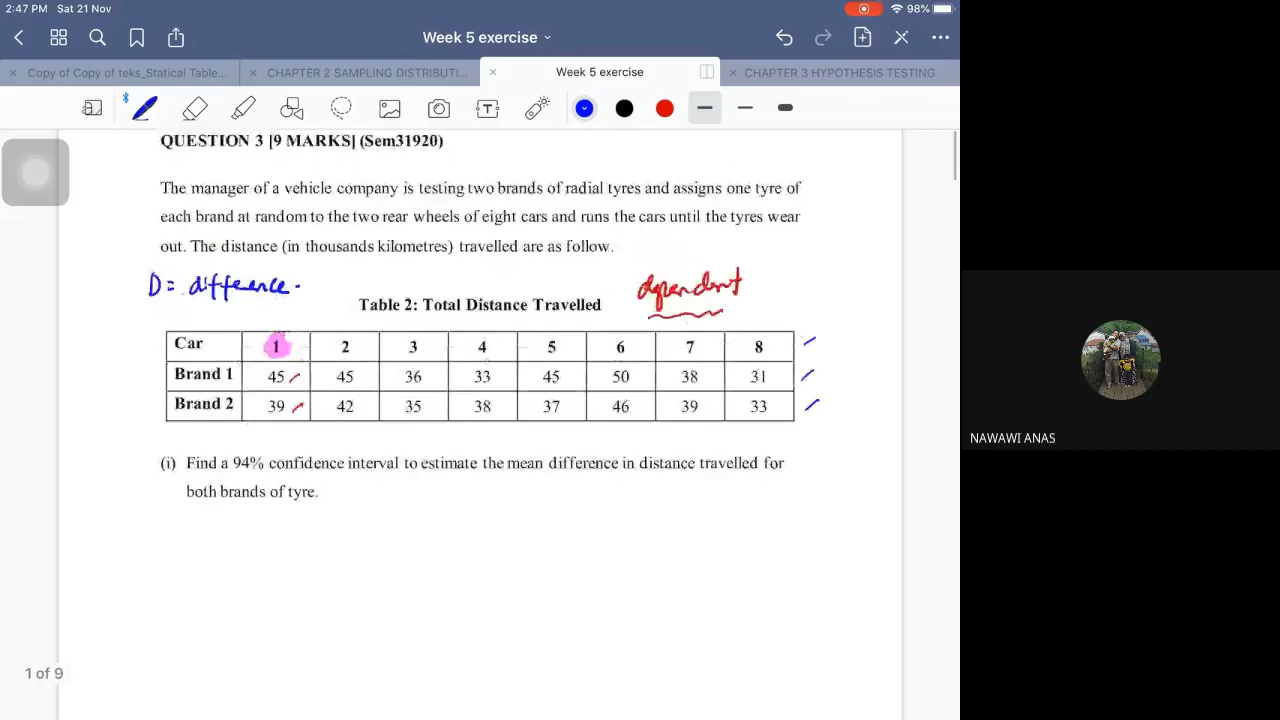 2:47 PM Sat 21 Nov
98%
Week 5 exercise
Copy of Copy of teks_Statical Table...
CHAPTER 2 SAMPLING DISTRIBUTI...
Week 5 exercise
CHAPTER 3 HYPOTHESIS TESTING
QUESTION 3 [9 MARKS] (Sem31920)
The manager of a vehicle company is testing two brands of radial tyres and assigns one tyre of
each brand at random to the two rear wheels of eight cars and runs the cars until the tyres wear
out. The distance (in thousands kilometres) travelled are as follow.
D = difference.
dependent
Table 2: Total Distance Travelled
Car 1 2 3 4 5 6 7 8
Brand 1 45 45 36 33 45 50 38 31
Brand 2 39 42 35 38 37 46 39 33
(i) Find a 94% confidence interval to estimate the mean difference in distance travelled for
both brands of tyre.
1 of 9
NAWAWI ANAS